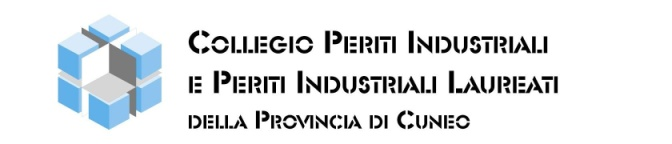 Collegio Periti Industriali
e Periti Industriali Laureati
della Provincia di Cuneo